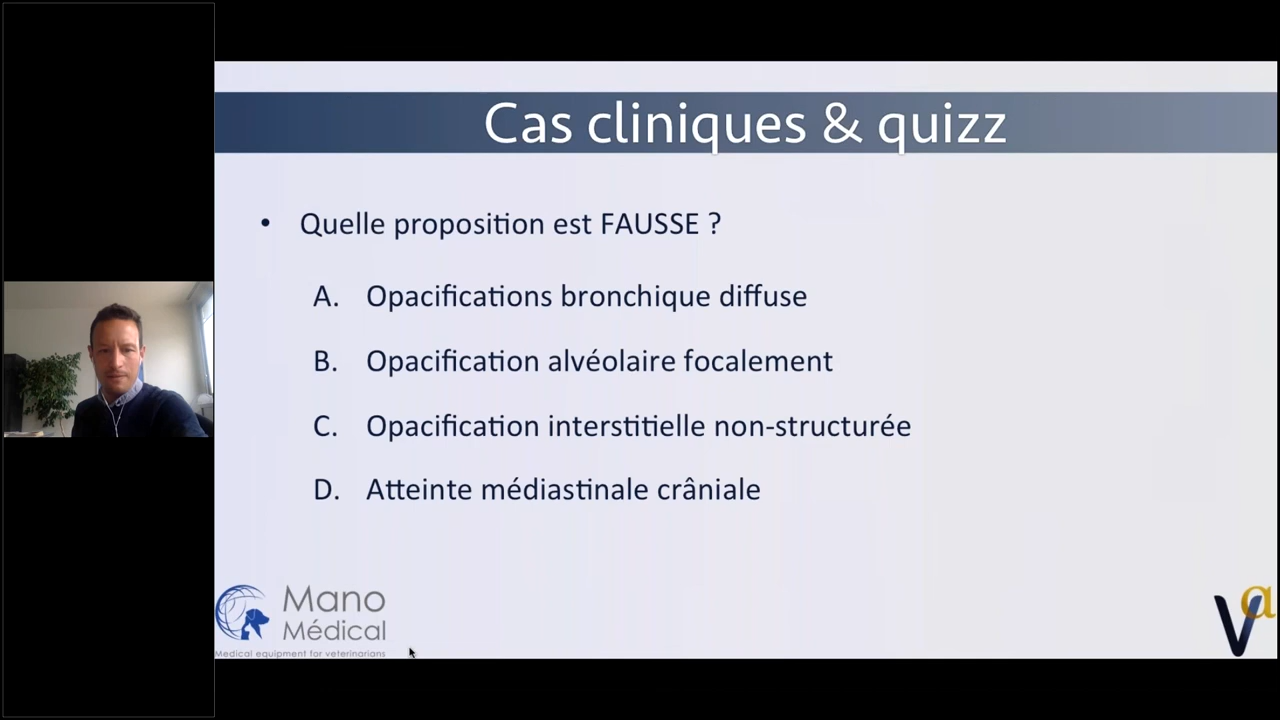 Cas cliniques & quizz
• Quelle proposition est FAUSSE ?
A. Opacifications bronchique diffuse
B. Opacification alvéolaire focalement
C. Opacification interstitielle non-structurée
D. Atteinte médiastinale crâniale
Mano
Médical
Medical equipment for veterinarians
V@